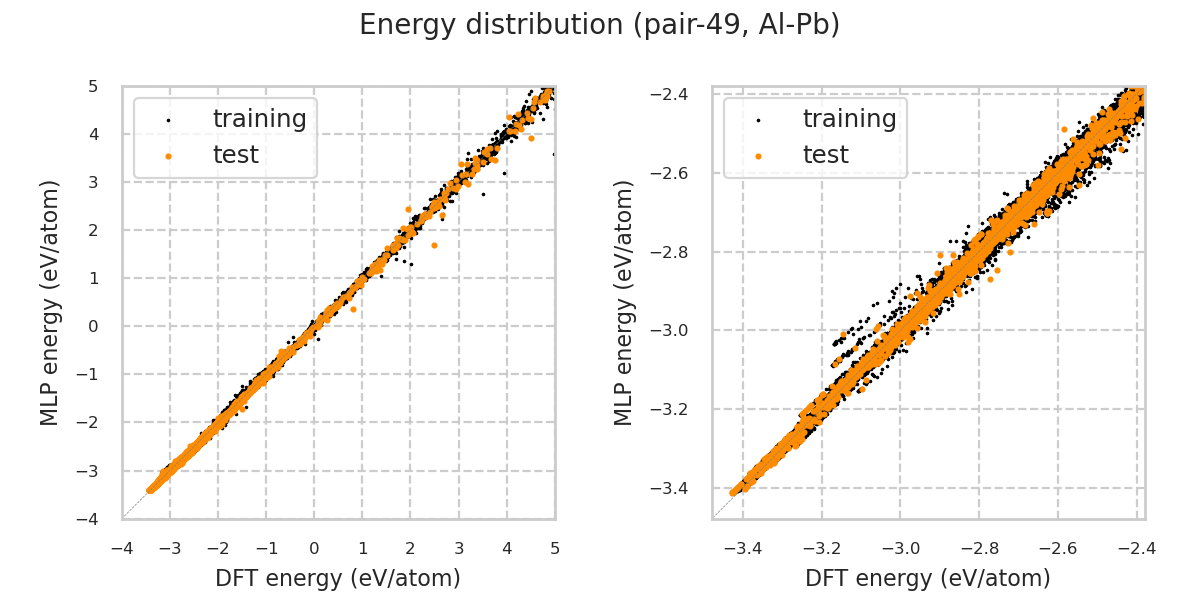 Energy distribution (pair-49, Al-Pb)
training
test
5
4
3
2
1
0
−1
−2
−3
−4
MLP energy (eV/atom)
−4 −3 −2 −1 0 1 2 3 4 5
DFT energy (eV/atom)
training
test
−2.4
−2.6
−2.8
−3.0
−3.2
−3.4
MLP energy (eV/atom)
−3.4 −3.2 −3.0 −2.8 −2.6 −2.4
DFT energy (eV/atom)